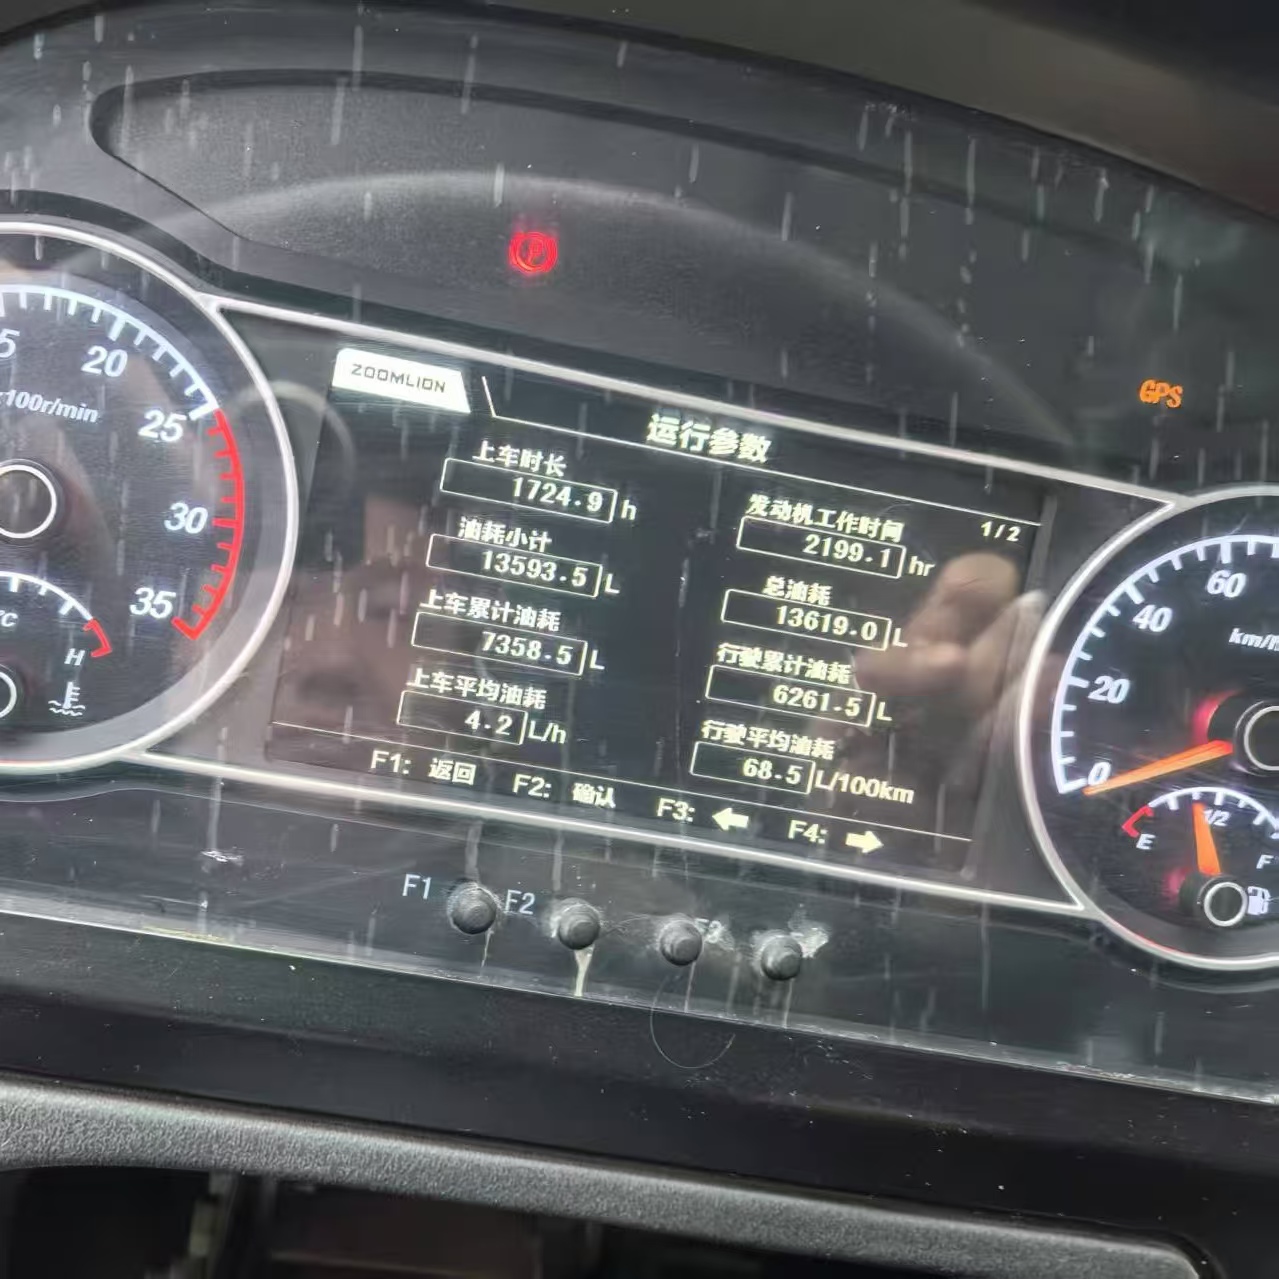 GPS
ZOOMLION
运行参数
1/2
上车时长
1724.9 h
发动机工作时间
2199.1 hr
油耗小计
13593.5 L
总油耗
13619.0 L
上车累计油耗
7358.5 L
行驶累计油耗
6261.5 L
上车平均油耗
4.2 L/h
行驶平均油耗
68.5 L/100km
F1: 返回 F2: 确认 F3: ← F4: →
F1 F2
5
20
25
30
35
x100r/min
°C
H
0
20
40
60
km/h
E
1/2
F